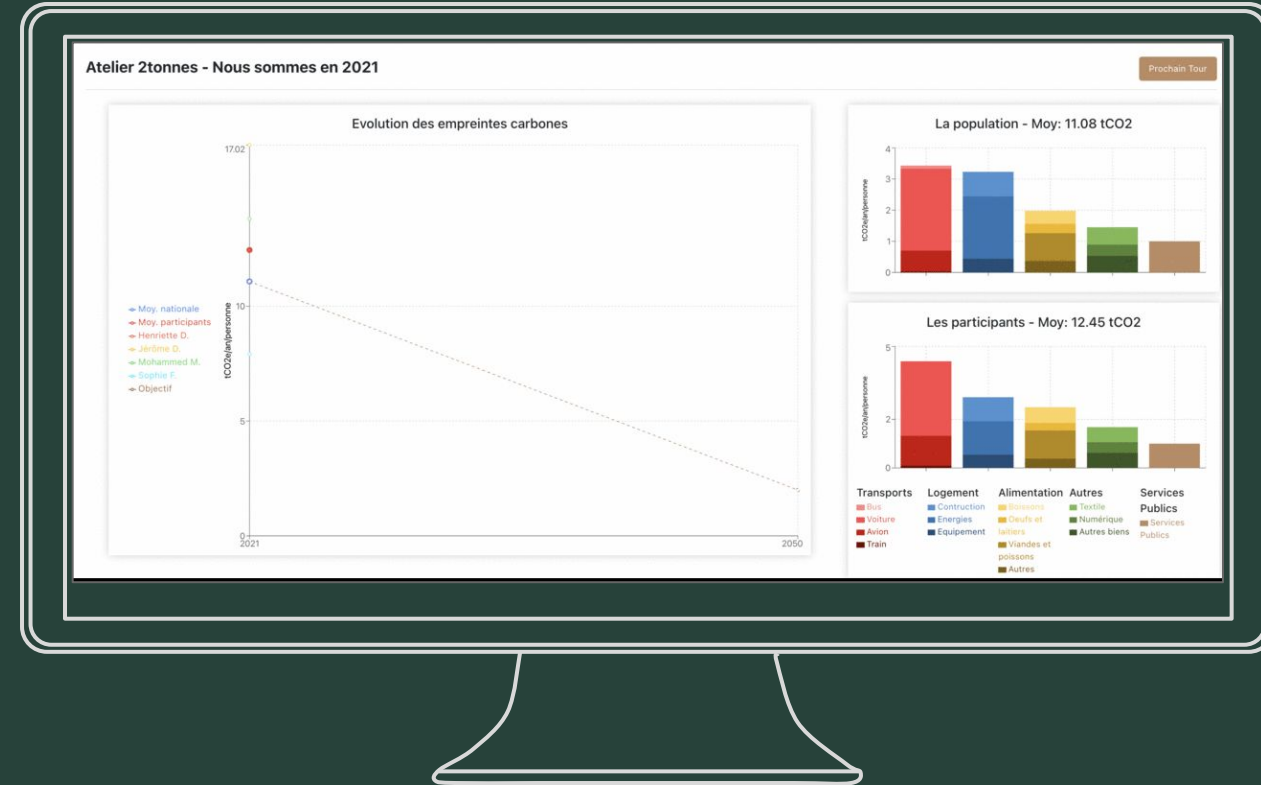 Atelier 2tonnes - Nous sommes en 2021
Prochain Tour
Evolution des empreintes carbones
17.02
10
5
0
2021
2050
tCO2e/an/personne
Moy. nationale
Moy. participants
Henriette D.
Jérôme D.
Mohammed M.
Sophie F.
Objectif
La population - Moy: 11.08 tCO2
4
3
2
1
0
tCO2e/an/personne
Les participants - Moy: 12.45 tCO2
5
2
0
tCO2e/an/personne
Transports
Bus
Voiture
Avion
Train
Logement
Contruction
Energies
Equipement
Alimentation
Boissons
Oeufs et
laitiers
Viandes et
poissons
Autres
Autres
Textile
Numérique
Autres biens
Services
Publics
Services
Publics